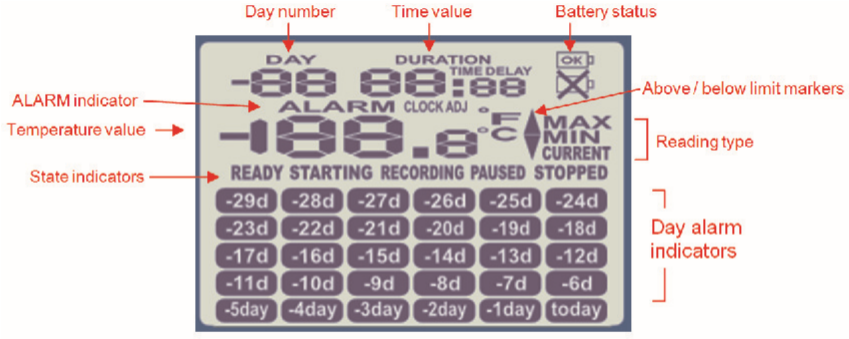 Day number Time value Battery status
DAY DURATION
-88 88:88 TIME DELAY OK
ALARM indicator ALARM CLOCK ADJ Above / below limit markers
Temperature value -188.8 °F °C MAX
MIN Reading type
CURRENT
State indicators READY STARTING RECORDING PAUSED STOPPED
-29d -28d -27d -26d -25d -24d
-23d -22d -21d -20d -19d -18d
Day alarm
indicators
-17d -16d -15d -14d -13d -12d
-11d -10d -9d -8d -7d -6d
-5day -4day -3day -2day -1day today